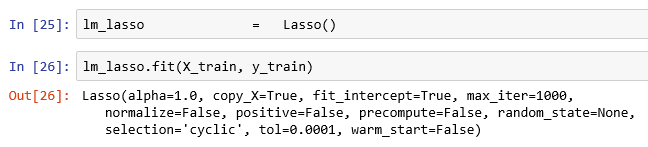 In [25]: lm_lasso = Lasso()
In [26]: lm_lasso.fit(X_train, y_train)
Out[26]: Lasso(alpha=1.0, copy_X=True, fit_intercept=True, max_iter=1000,
normalize=False, positive=False, precompute=False, random_state=None,
selection='cyclic', tol=0.0001, warm_start=False)